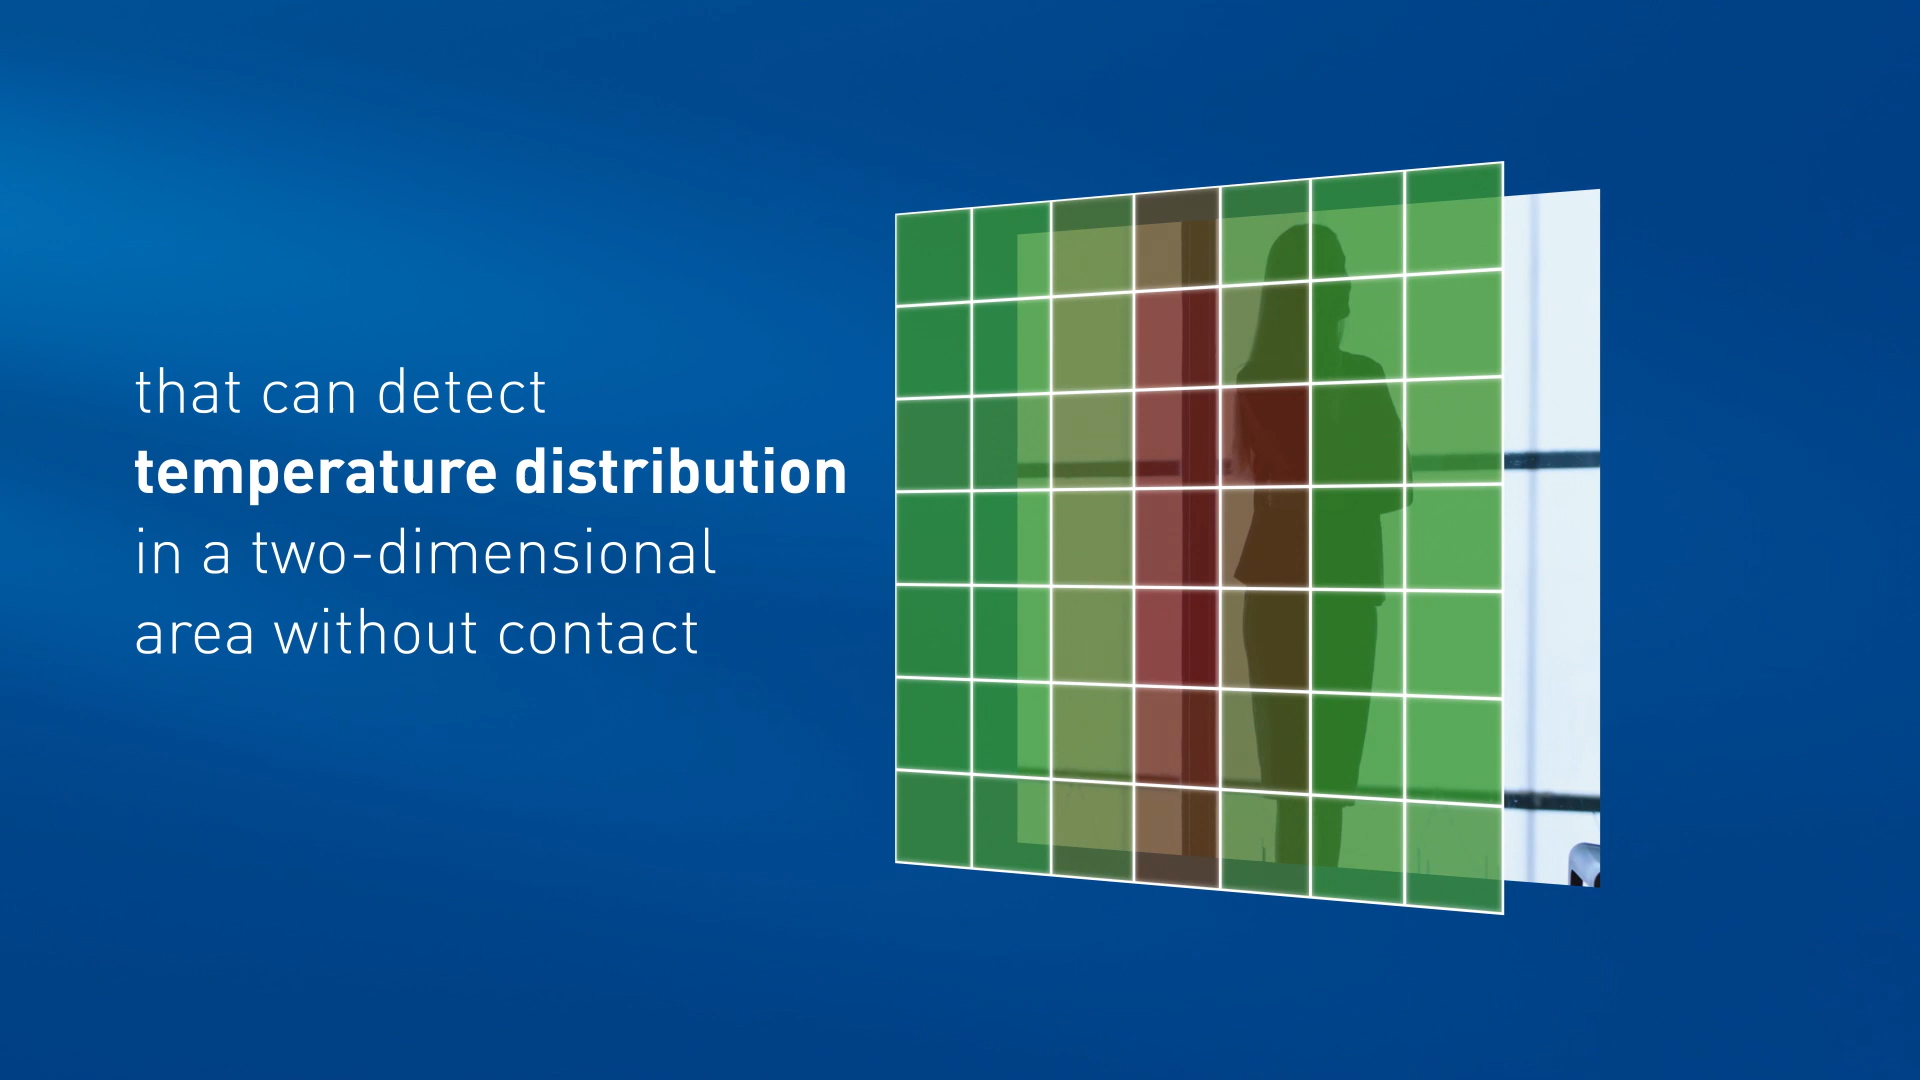 that can detect
temperature distribution
in a two-dimensional
area without contact